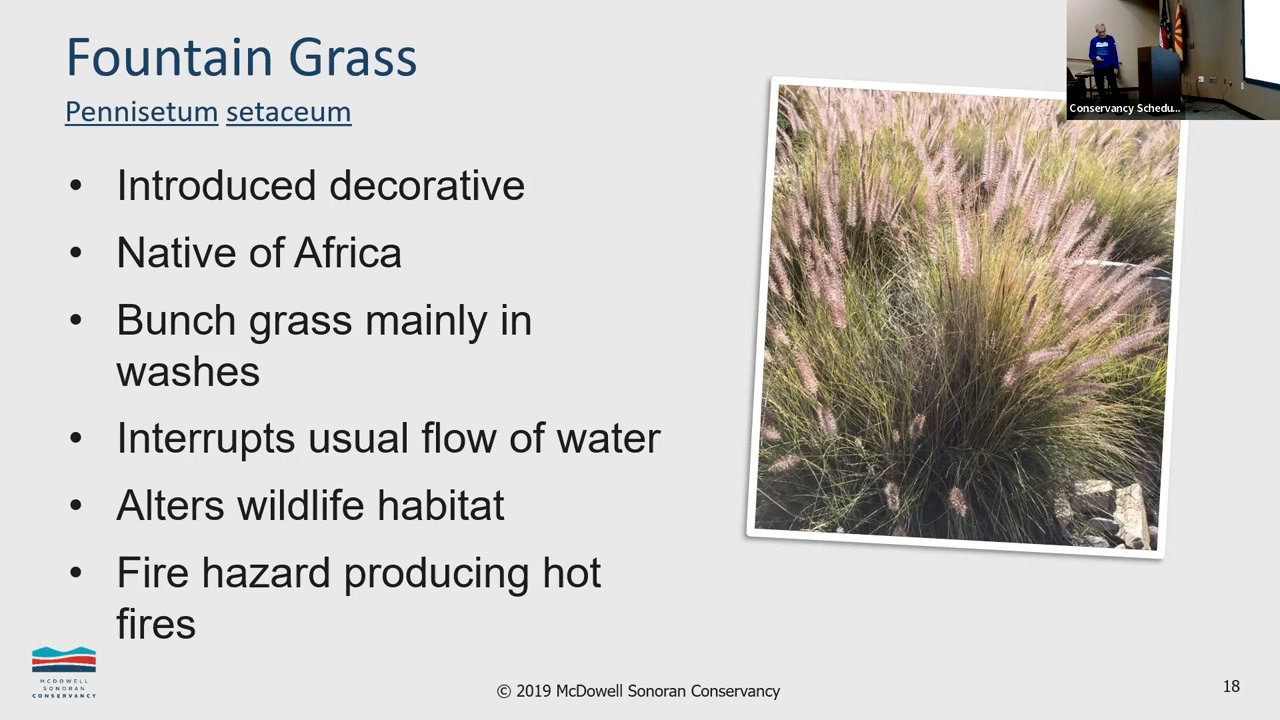 Fountain Grass
Pennisetum setaceum
• Introduced decorative
• Native of Africa
• Bunch grass mainly in
washes
• Interrupts usual flow of water
• Alters wildlife habitat
• Fire hazard producing hot
fires
Conservancy Schedu...
MCDOWELL
SONORAN
CONSERVANCY
© 2019 McDowell Sonoran Conservancy
18